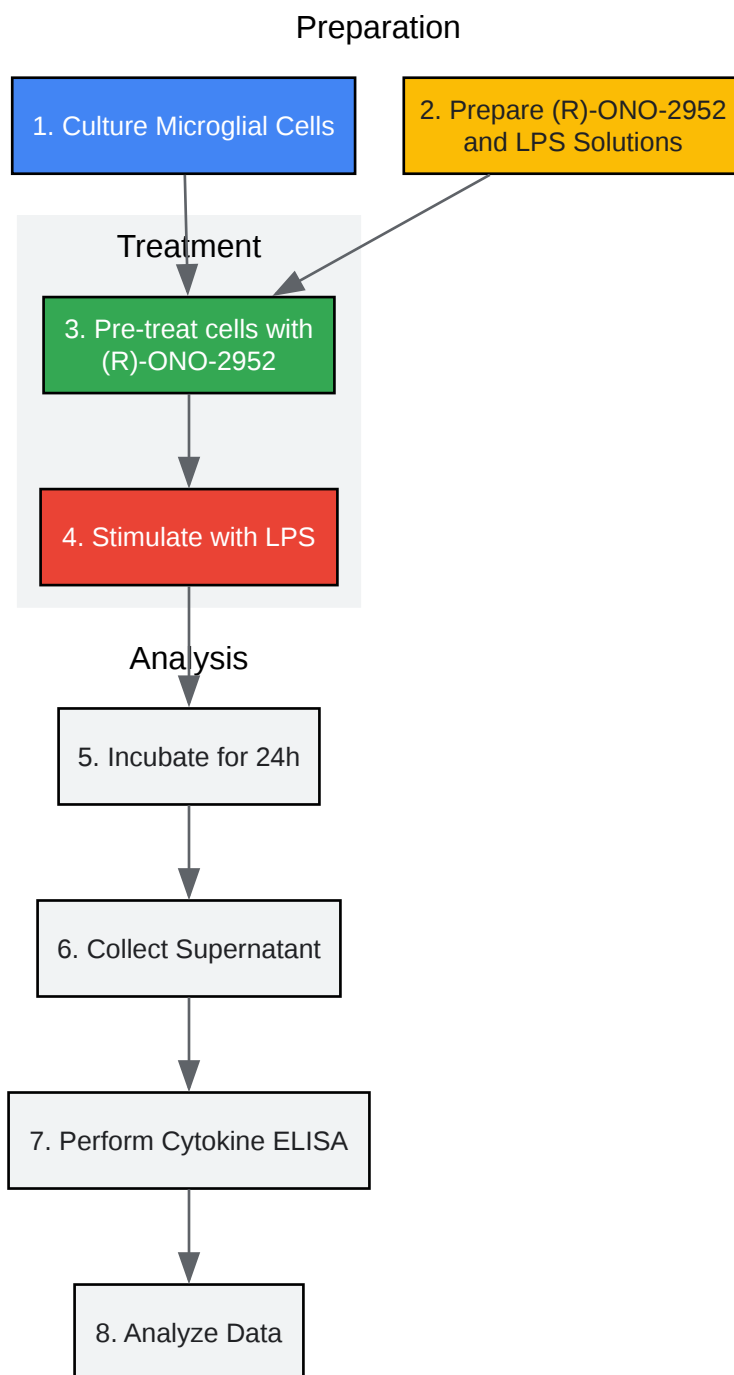 Preparation
1. Culture Microglial Cells
2. Prepare (R)-ONO-2952
and LPS Solutions
Treatment
3. Pre-treat cells with
(R)-ONO-2952
4. Stimulate with LPS
Analysis
5. Incubate for 24h
6. Collect Supernatant
7. Perform Cytokine ELISA
8. Analyze Data